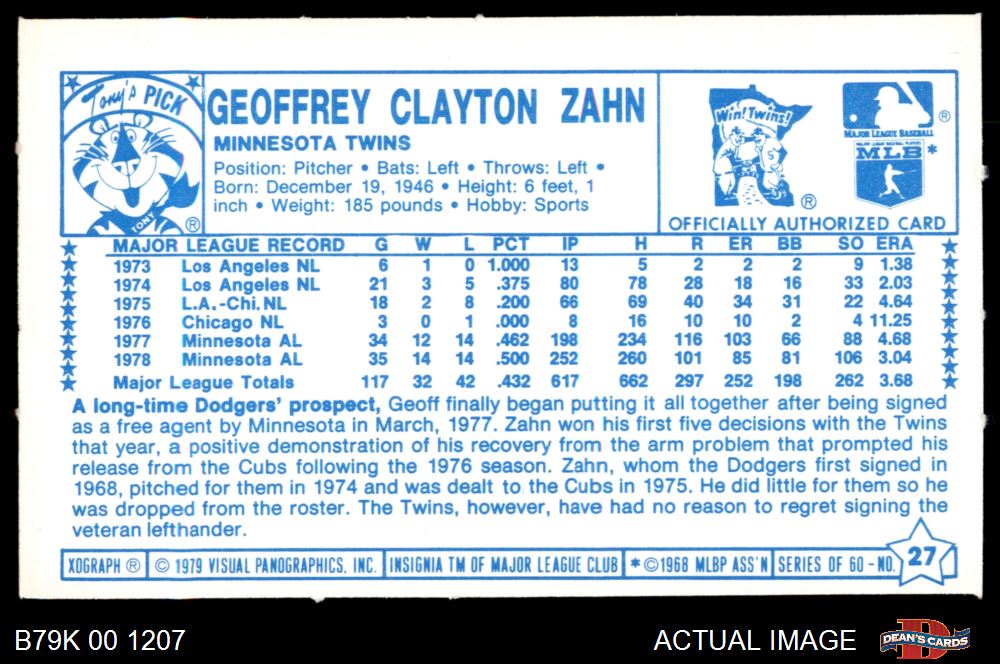 Tony's PICK
TONY ®
GEOFFREY CLAYTON ZAHN
MINNESOTA TWINS
Position: Pitcher • Bats: Left • Throws: Left •
Born: December 19, 1946 • Height: 6 feet, 1
inch • Weight: 185 pounds • Hobby: Sports
Win! Twins!
®
MAJOR LEAGUE BASEBALL ®
MAJOR LEAGUE BASEBALL PLAYERS
MLB *
OFFICIALLY AUTHORIZED CARD
MAJOR LEAGUE RECORD G W L PCT IP H R ER BB SO ERA
1973 Los Angeles NL 6 1 0 1.000 13 5 2 2 2 9 1.38
1974 Los Angeles NL 21 3 5 .375 80 78 28 18 16 33 2.03
1975 L.A.-Chi. NL 18 2 8 .200 66 69 40 34 31 22 4.64
1976 Chicago NL 3 0 1 .000 8 16 10 10 2 4 11.25
1977 Minnesota AL 34 12 14 .462 198 234 116 103 66 88 4.68
1978 Minnesota AL 35 14 14 .500 252 260 101 85 81 106 3.04
Major League Totals 117 32 42 .432 617 662 297 252 198 262 3.68
A long-time Dodgers' prospect, Geoff finally began putting it all together after being signed
as a free agent by Minnesota in March, 1977. Zahn won his first five decisions with the Twins
that year, a positive demonstration of his recovery from the arm problem that prompted his
release from the Cubs following the 1976 season. Zahn, whom the Dodgers first signed in
1968, pitched for them in 1974 and was dealt to the Cubs in 1975. He did little for them so he
was dropped from the roster. The Twins, however, have had no reason to regret signing the
veteran lefthander.
XOGRAPH ® © 1979 VISUAL PANOGRAPHICS, INC. INSIGNIA TM OF MAJOR LEAGUE CLUB * © 1968 MLBP ASS'N SERIES OF 60 - NO. 27
B79K 00 1207 ACTUAL IMAGE DEAN'S CARDS